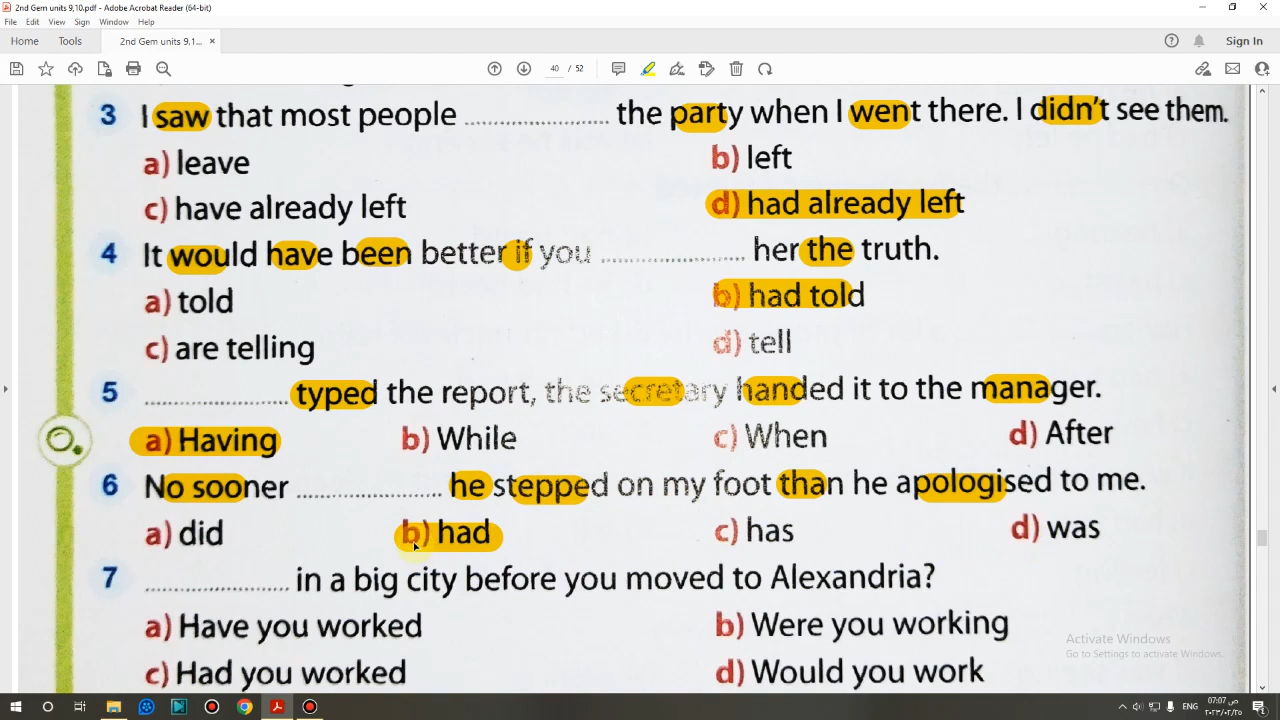 2nd Gem units 9,10.pdf - Adobe Acrobat Reader (64-bit)
File Edit View Sign Window Help
Home Tools 2nd Gem units 9,1... × Sign In
40 / 52
3 I saw that most people .................... the party when I went there. I didn't see them.
a) leave b) left
c) have already left d) had already left
4 It would have been better if you .................... her the truth.
a) told b) had told
c) are telling d) tell
5 .................... typed the report, the secretary handed it to the manager.
a) Having b) While c) When d) After
6 No sooner .................... he stepped on my foot than he apologised to me.
a) did b) had c) has d) was
7 .................... in a big city before you moved to Alexandria?
a) Have you worked b) Were you working
c) Had you worked d) Would you work
Activate Windows
Go to Settings to activate Windows.
ENG 07:07 ص
٢٠٢٣/٠٢/٢٥